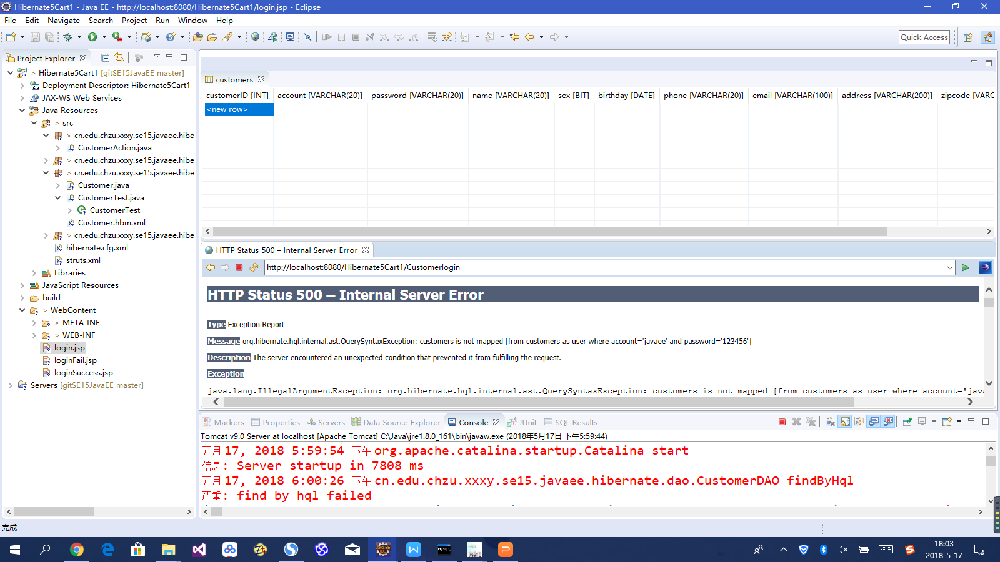 Hibernate5Cart1 - Java EE - http://localhost:8080/Hibernate5Cart1/login.jsp - Eclipse
File Edit Navigate Search Project Run Window Help
Quick Access
Project Explorer
Hibernate5Cart1 [gitSE15JavaEE master]
Deployment Descriptor: Hibernate5Cart1
JAX-WS Web Services
Java Resources
> src
> cn.edu.chzu.xxxy.se15.javaee.hibe
CustomerAction.java
> cn.edu.chzu.xxxy.se15.javaee.hibe
> cn.edu.chzu.xxxy.se15.javaee.hibe
Customer.java
CustomerTest.java
CustomerTest
Customer.hbm.xml
> cn.edu.chzu.xxxy.se15.javaee.hibe
hibernate.cfg.xml
struts.xml
Libraries
JavaScript Resources
build
> WebContent
> META-INF
> WEB-INF
login.jsp
loginFail.jsp
loginSuccess.jsp
Servers [gitSE15JavaEE master]
customers
customerID [INT] account [VARCHAR(20)] password [VARCHAR(20)] name [VARCHAR(20)] sex [BIT] birthday [DATE] phone [VARCHAR(20)] email [VARCHAR(100)] address [VARCHAR(200)] zipcode [VARC
<new row>
HTTP Status 500 – Internal Server Error
http://localhost:8080/Hibernate5Cart1/Customerlogin
HTTP Status 500 – Internal Server Error
Type Exception Report
Message org.hibernate.hql.internal.ast.QuerySyntaxException: customers is not mapped [from customers as user where account='javaee' and password='123456']
Description The server encountered an unexpected condition that prevented it from fulfilling the request.
Exception
java.lang.IllegalArgumentException: org.hibernate.hql.internal.ast.QuerySyntaxException: customers is not mapped [from customers as user where account='java
Markers Properties Servers Data Source Explorer Console JUnit SQL Results
Tomcat v9.0 Server at localhost [Apache Tomcat] C:\Java\jre1.8.0_161\bin\javaw.exe (2018年5月17日 下午5:59:44)
五月 17, 2018 5:59:54 下午 org.apache.catalina.startup.Catalina start
信息: Server startup in 7808 ms
五月 17, 2018 6:00:26 下午 cn.edu.chzu.xxxy.se15.javaee.hibernate.dao.CustomerDAO findByHql
严重: find by hql failed
完成
18:03
2018-5-17